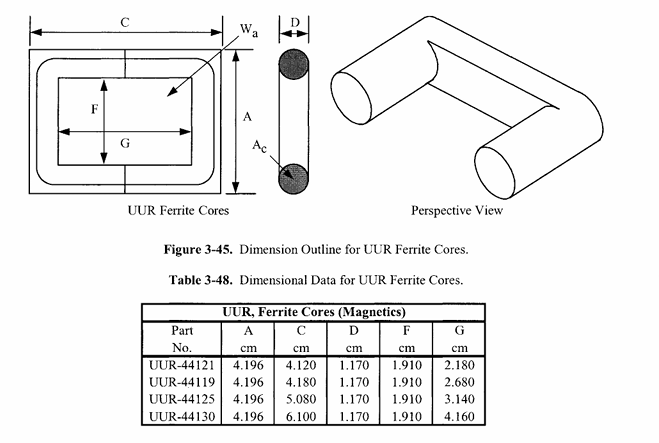 C
D
Wa
F
A
G
Ac
UUR Ferrite Cores
Perspective View
Figure 3-45. Dimension Outline for UUR Ferrite Cores.
Table 3-48. Dimensional Data for UUR Ferrite Cores.
UUR, Ferrite Cores (Magnetics)
Part A C D F G
No. cm cm cm cm cm
UUR-44121 4.196 4.120 1.170 1.910 2.180
UUR-44119 4.196 4.180 1.170 1.910 2.680
UUR-44125 4.196 5.080 1.170 1.910 3.140
UUR-44130 4.196 6.100 1.170 1.910 4.160